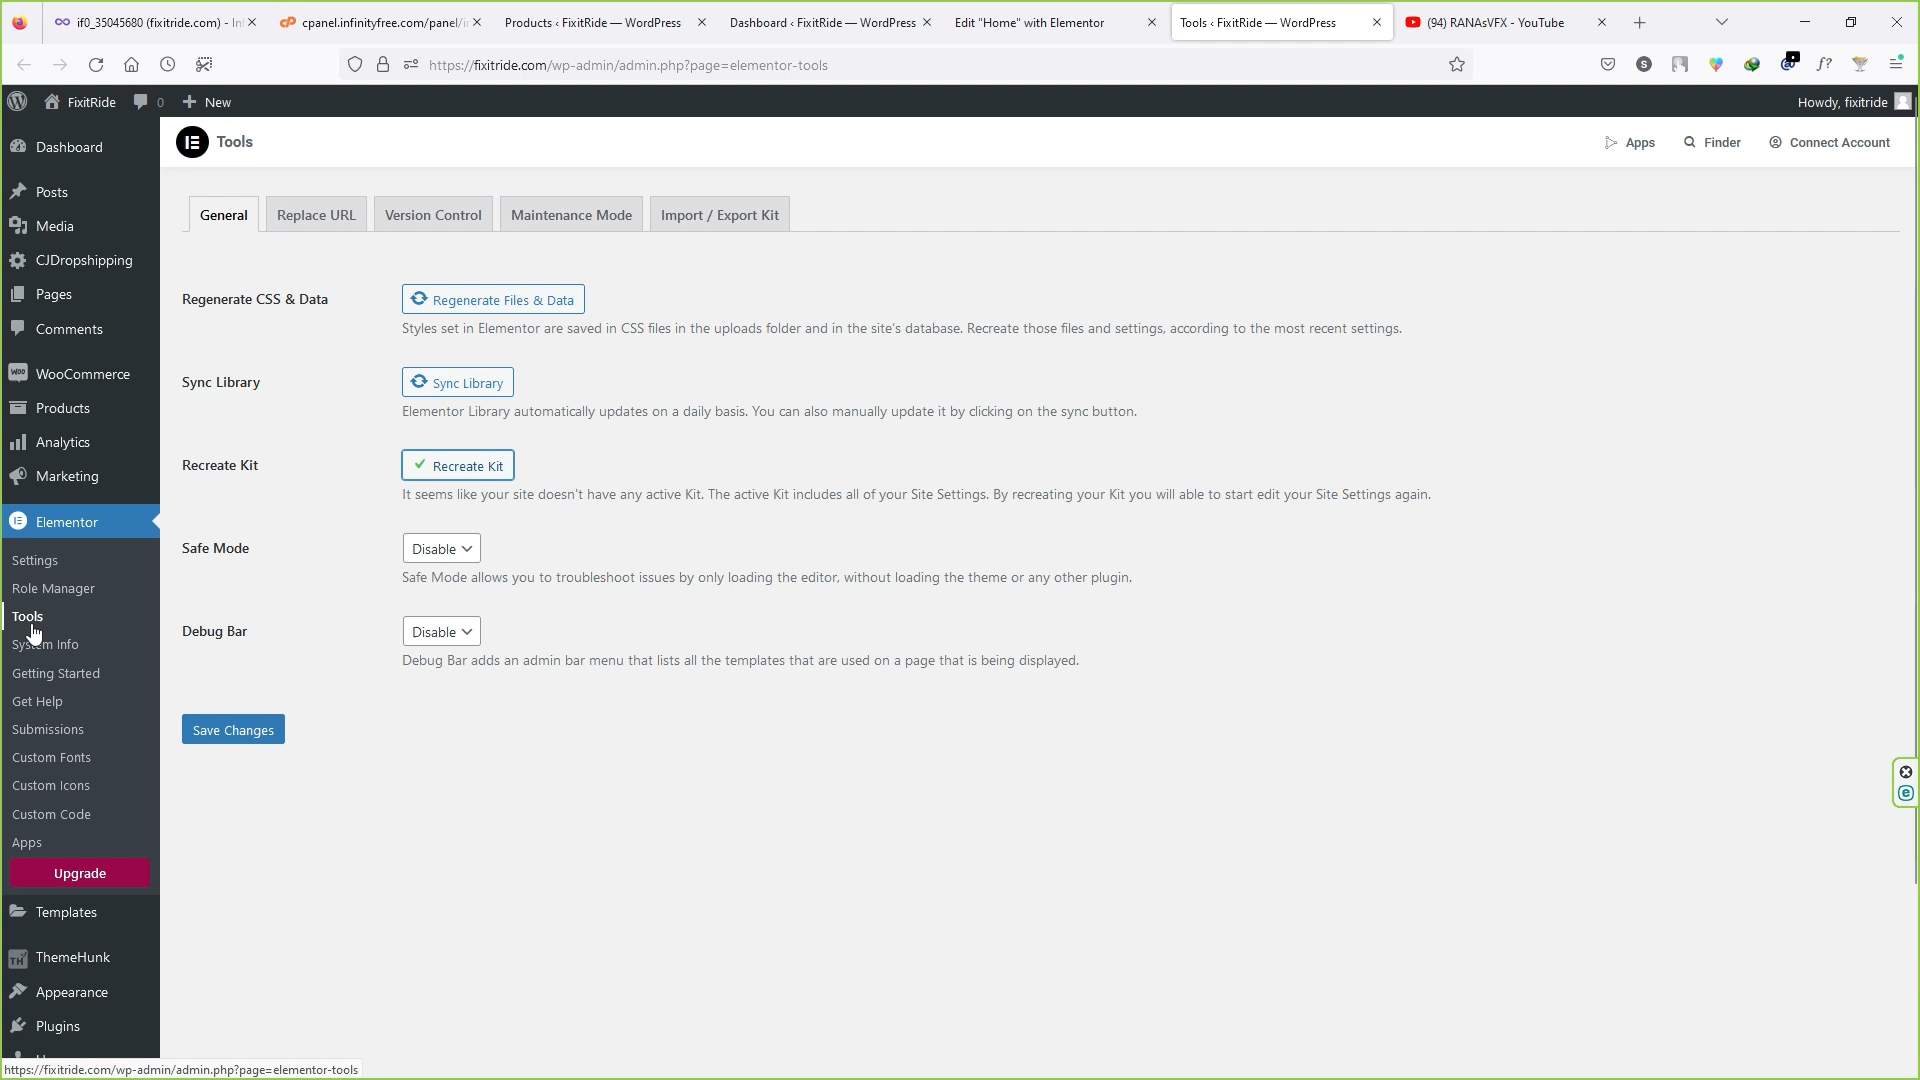 if0_35045680 (fixitride.com) - In
cpanel.infinityfree.com/panel/i
Products ‹ FixitRide — WordPress
Dashboard ‹ FixitRide — WordPress
Edit "Home" with Elementor
Tools ‹ FixitRide — WordPress
(94) RANAsVFX - YouTube
https://fixitride.com/wp-admin/admin.php?page=elementor-tools
S
f?
FixitRide
0
New
Howdy, fixitride
Dashboard
Posts
Media
CJDropshipping
Pages
Comments
WooCommerce
Products
Analytics
Marketing
Elementor
Settings
Role Manager
Tools
System Info
Getting Started
Get Help
Submissions
Custom Fonts
Custom Icons
Custom Code
Apps
Upgrade
Templates
ThemeHunk
Appearance
Plugins
Tools
Apps
Finder
Connect Account
General
Replace URL
Version Control
Maintenance Mode
Import / Export Kit
Regenerate CSS & Data
Regenerate Files & Data
Styles set in Elementor are saved in CSS files in the uploads folder and in the site's database. Recreate those files and settings, according to the most recent settings.
Sync Library
Sync Library
Elementor Library automatically updates on a daily basis. You can also manually update it by clicking on the sync button.
Recreate Kit
Recreate Kit
It seems like your site doesn't have any active Kit. The active Kit includes all of your Site Settings. By recreating your Kit you will able to start edit your Site Settings again.
Safe Mode
Disable
Safe Mode allows you to troubleshoot issues by only loading the editor, without loading the theme or any other plugin.
Debug Bar
Disable
Debug Bar adds an admin bar menu that lists all the templates that are used on a page that is being displayed.
Save Changes
https://fixitride.com/wp-admin/admin.php?page=elementor-tools